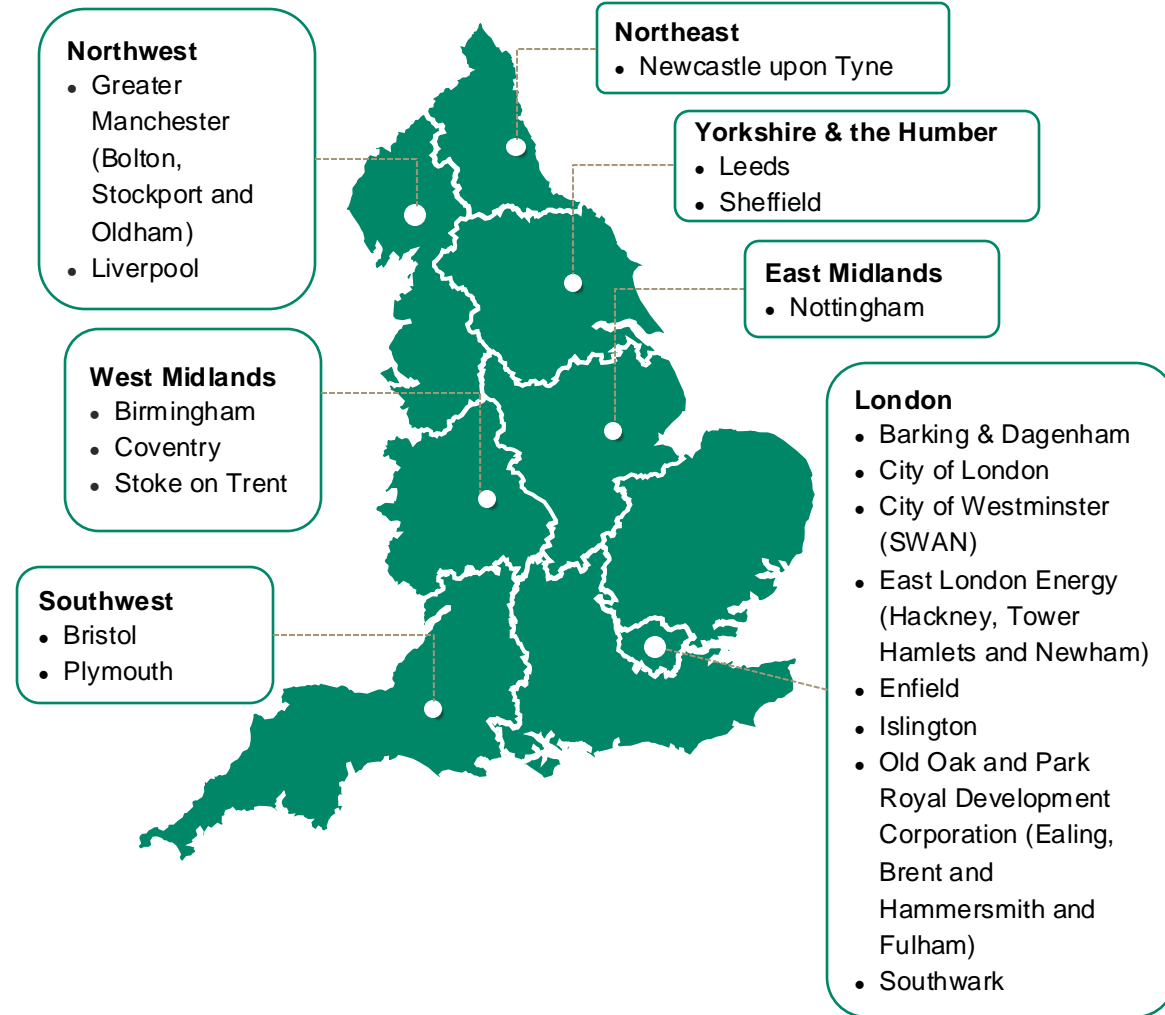 Northwest
• Greater
Manchester
(Bolton,
Stockport and
Oldham)
• Liverpool
Northeast
• Newcastle upon Tyne
Yorkshire & the Humber
• Leeds
• Sheffield
East Midlands
• Nottingham
West Midlands
• Birmingham
• Coventry
• Stoke on Trent
London
• Barking & Dagenham
• City of London
• City of Westminster
(SWAN)
• East London Energy
(Hackney, Tower
Hamlets and Newham)
• Enfield
• Islington
• Old Oak and Park
Royal Development
Corporation (Ealing,
Brent and
Hammersmith and
Fulham)
• Southwark
Southwest
• Bristol
• Plymouth